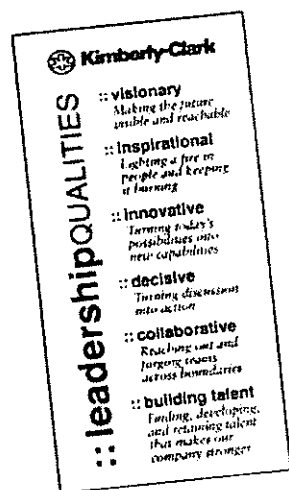 Kimberly-Clark
:: leadershipQUALITIES
:: visionary
Making the future
visible and reachable
:: inspirational
Lighting a fire in
people and keeping
it burning
:: innovative
Turning today's
possibilities into
new capabilities
:: decisive
Turning discussion
into action
:: collaborative
Reaching out and
forging teams
across boundaries
:: building talent
Finding, developing,
and retaining talent
that makes our
company stronger